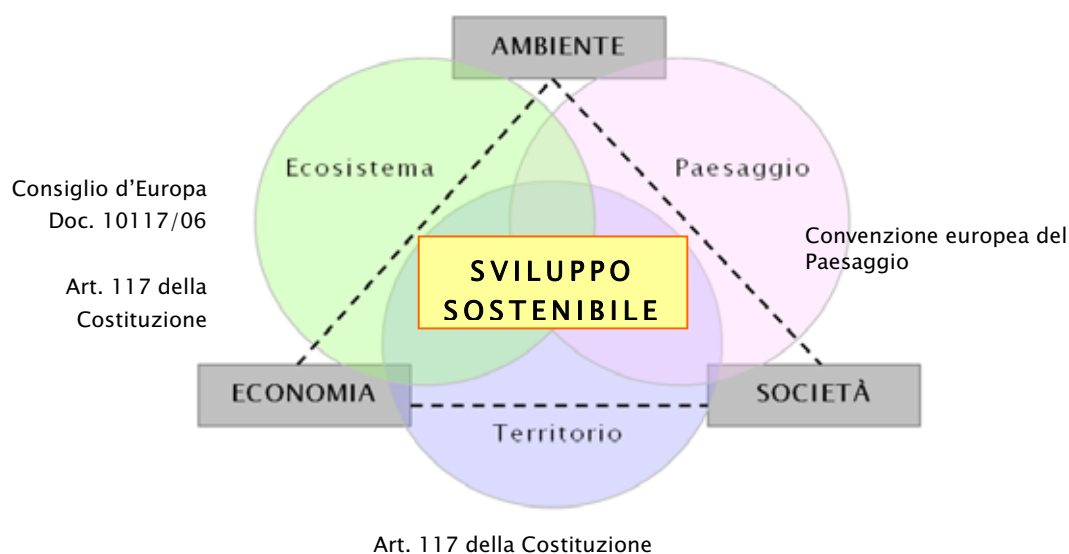 AMBIENTE
Ecosistema
Paesaggio
Consiglio d’Europa
Doc. 10117/06
Convenzione europea del
Paesaggio
SVILUPPO
SOSTENIBILE
Art. 117 della
Costituzione
ECONOMIA
SOCIETÀ
Territorio
Art. 117 della Costituzione